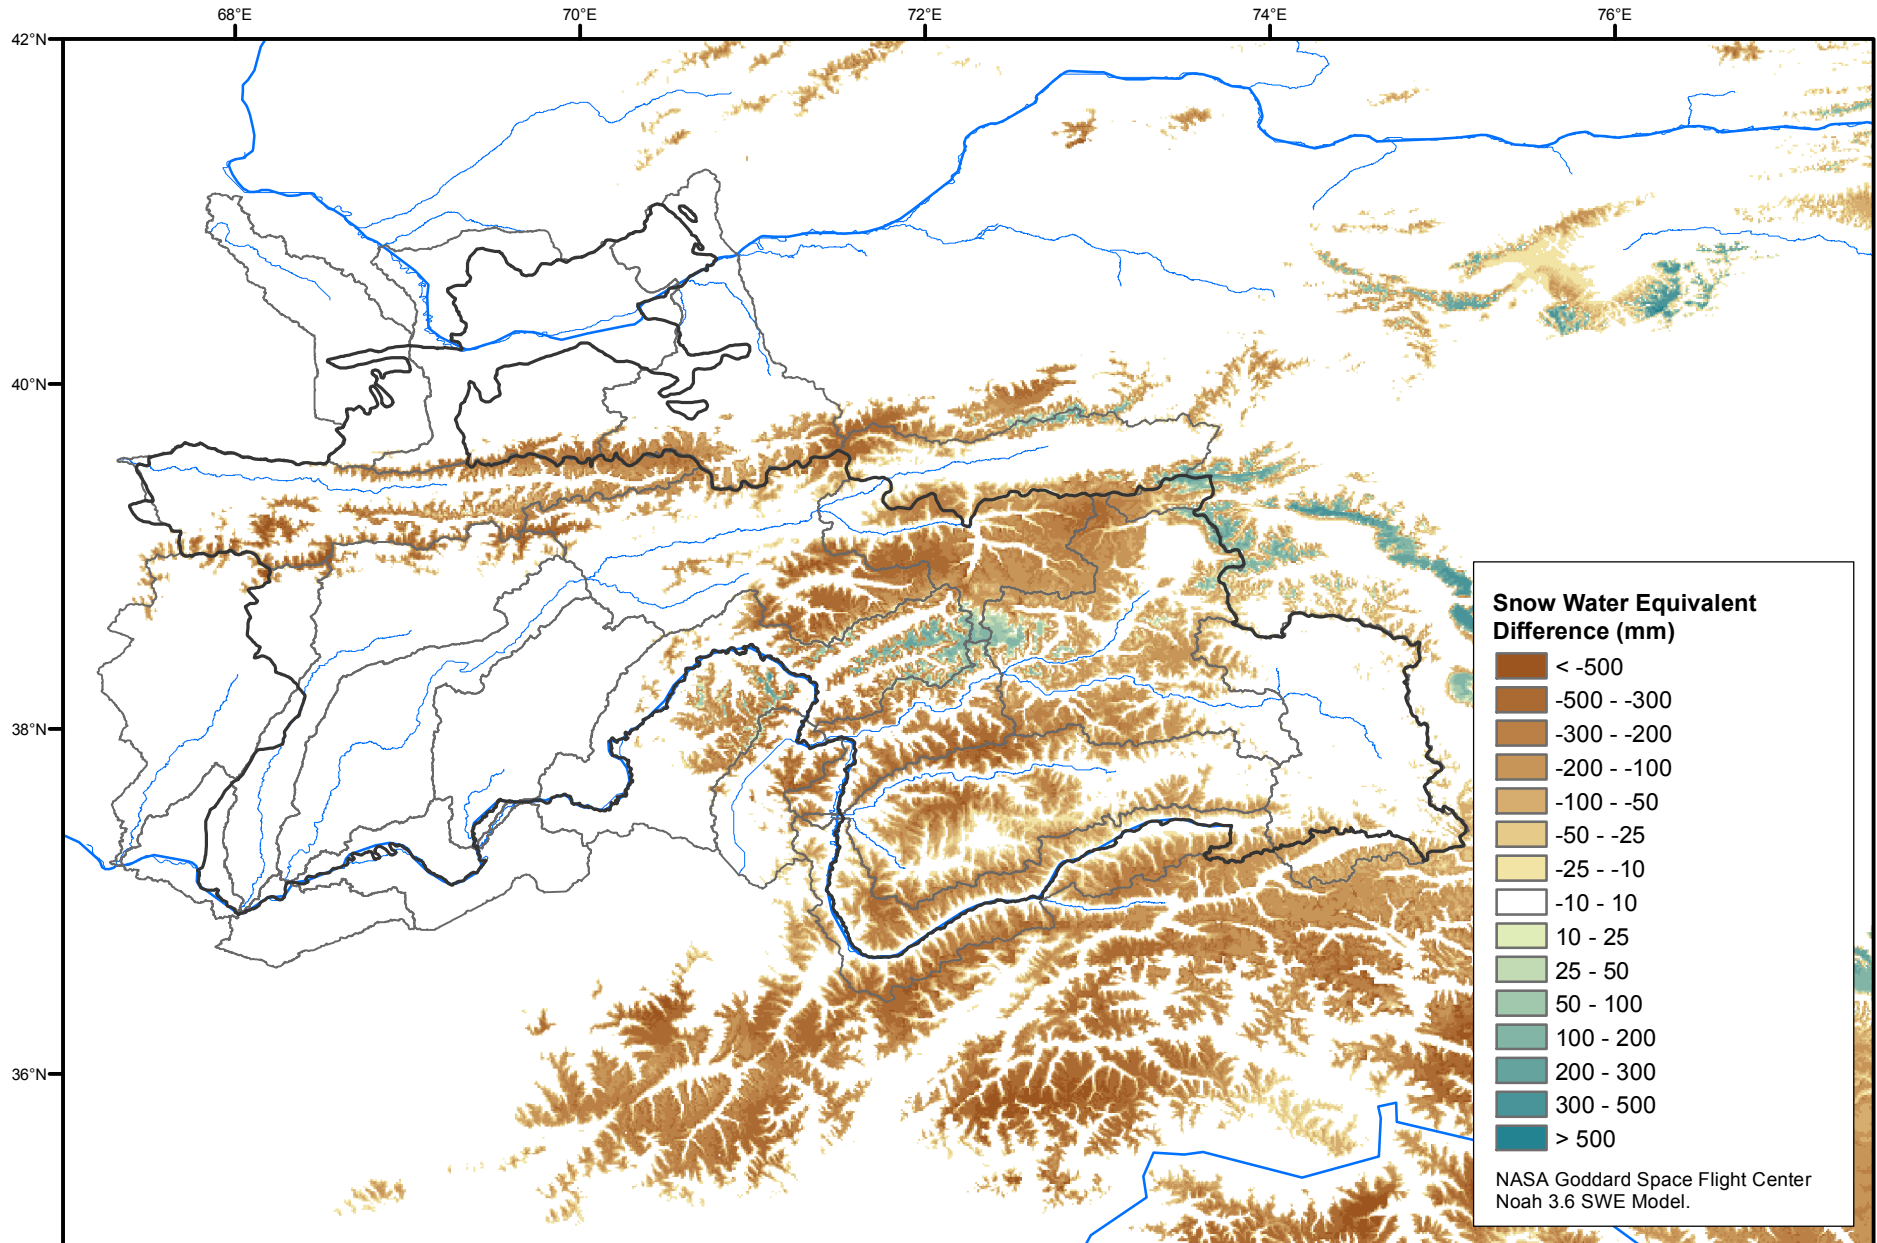 68°E
70°E
72°E
74°E
76°E
42°N
40°N
38°N
36°N
Snow Water Equivalent
Difference (mm)
< -500
-500 - -300
-300 - -200
-200 - -100
-100 - -50
-50 - -25
-25 - -10
-10 - 10
10 - 25
25 - 50
50 - 100
100 - 200
200 - 300
300 - 500
> 500
NASA Goddard Space Flight Center
Noah 3.6 SWE Model.